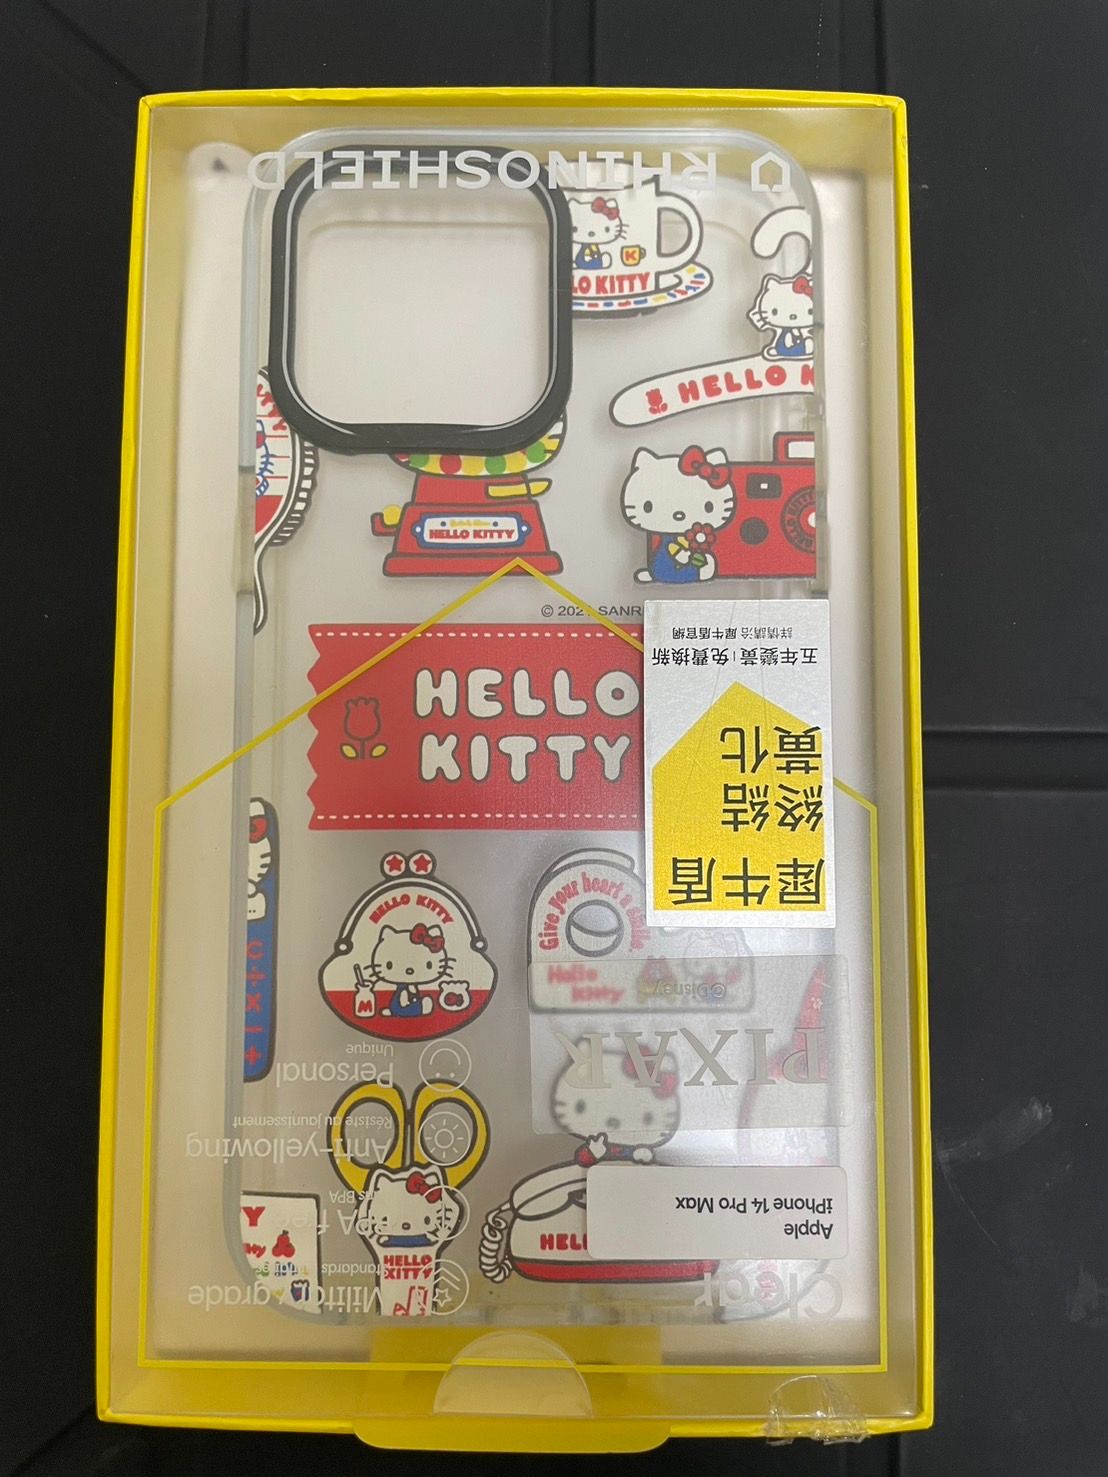 RHINOSHIELD
HELLO KITTY
K
LO KITTY
HELLO K
HELLO KITTY
© 202 SANR
HELLO
KITTY
詳情請洽 犀牛盾官網
五年變黃|免費換新
犀牛盾
終結
黃化
HELLO KITTY
M
Give your heart a smile.
Hello
Kitty
©Disney
PIXAR
Personal
Unique
Anti-yellowing
Résiste au jaunissement
BPA
Military grade
Standards
HELLO
KITTY
HELL
Apple
iPhone 14 Pro Max
Clear